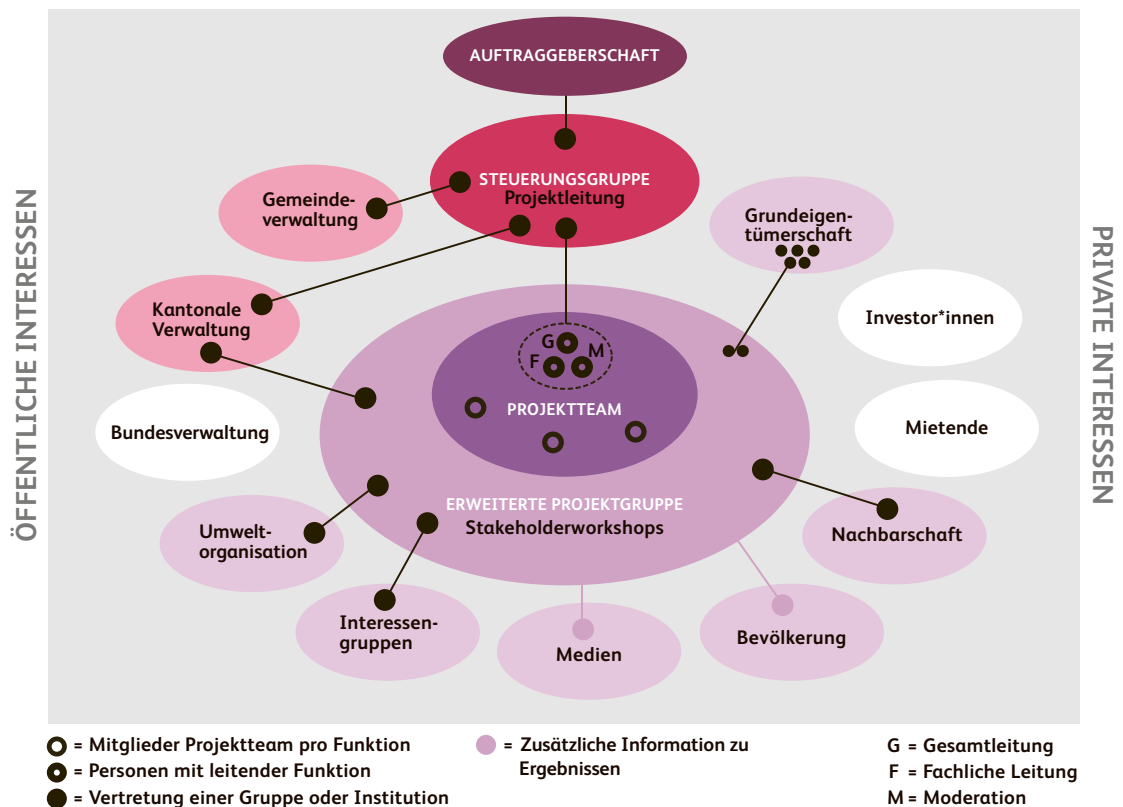 AUFTRAGGEBERSCHAFT
STEUERUNGSGRUPPE
Projektleitung
Gemeinde-
verwaltung
Grundeigen-
tümerschaft
Kantonale
Verwaltung
Investor*innen
G
F
M
PROJEKTTEAM
Bundesverwaltung
Mietende
ERWEITERTE PROJEKTGRUPPE
Stakeholderworkshops
Umwelt-
organisation
Nachbarschaft
Interessen-
gruppen
Medien
Bevölkerung
ÖFFENTLICHE INTERESSEN
PRIVATE INTERESSEN
= Mitglieder Projektteam pro Funktion
= Personen mit leitender Funktion
= Vertretung einer Gruppe oder Institution
= Zusätzliche Information zu
Ergebnissen
G = Gesamtleitung
F = Fachliche Leitung
M = Moderation